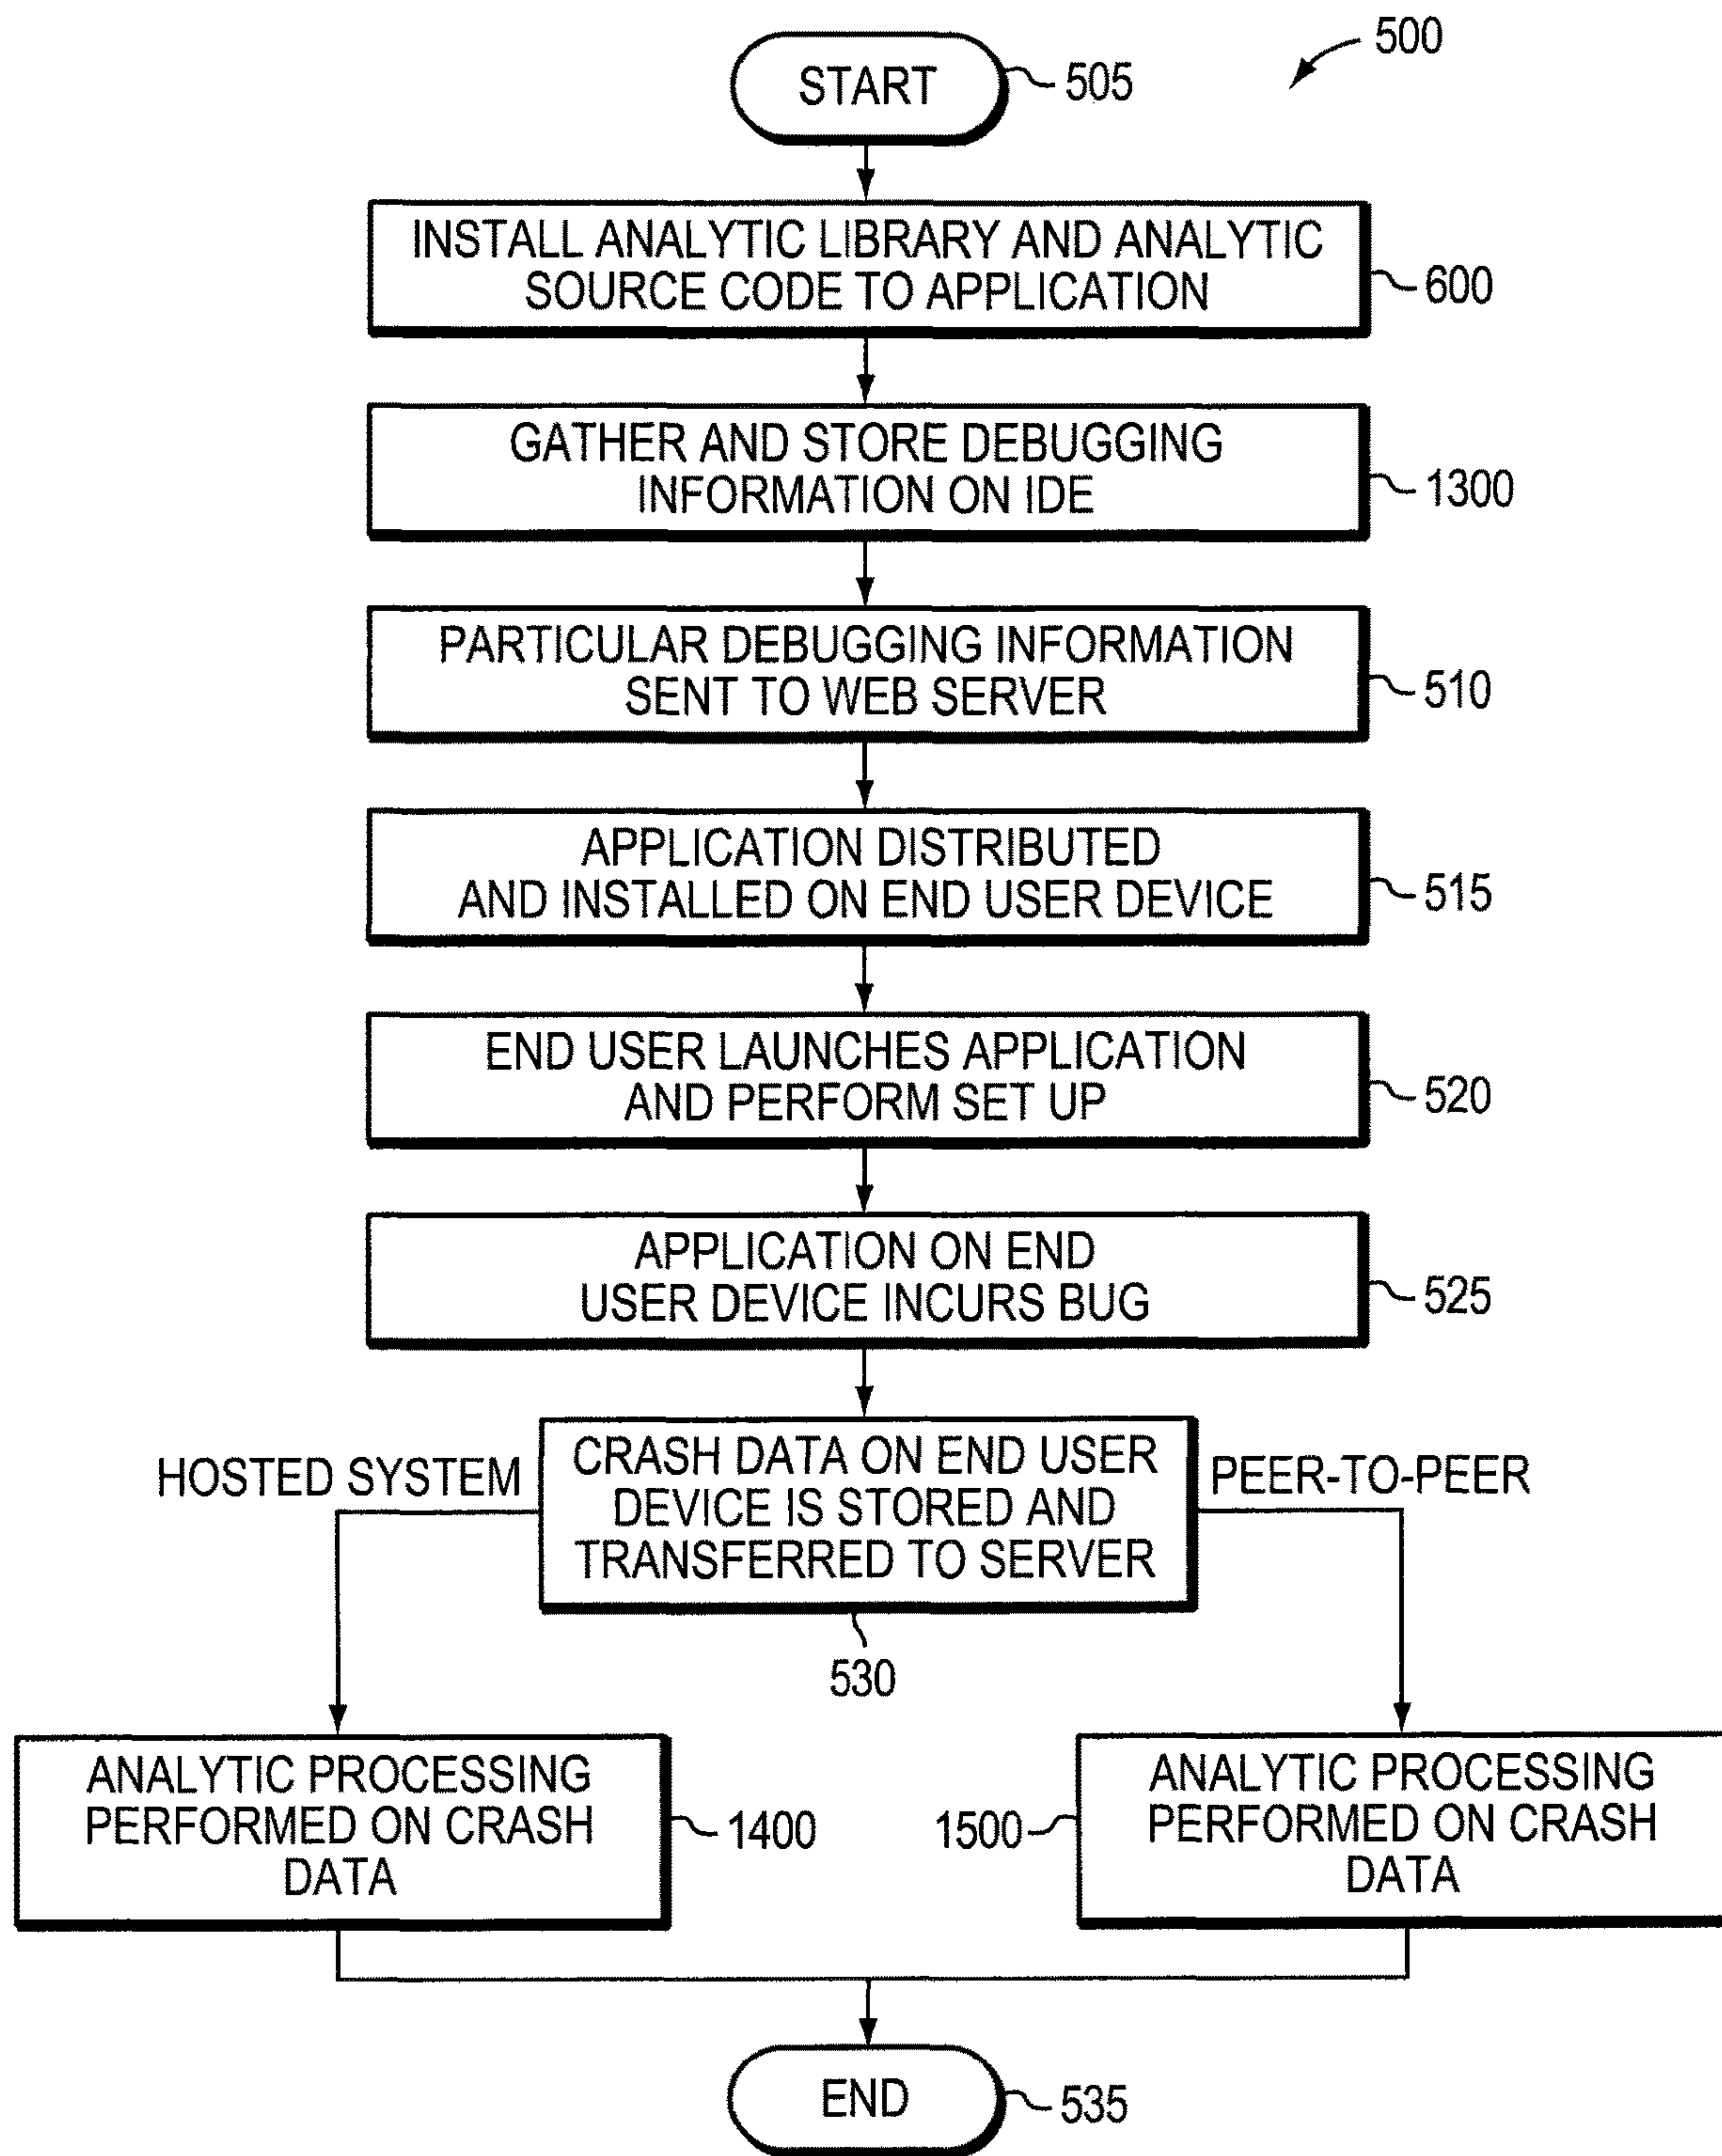 500
START
505
INSTALL ANALYTIC LIBRARY AND ANALYTIC
SOURCE CODE TO APPLICATION
600
GATHER AND STORE DEBUGGING
INFORMATION ON IDE
1300
PARTICULAR DEBUGGING INFORMATION
SENT TO WEB SERVER
510
APPLICATION DISTRIBUTED
AND INSTALLED ON END USER DEVICE
515
END USER LAUNCHES APPLICATION
AND PERFORM SET UP
520
APPLICATION ON END
USER DEVICE INCURS BUG
525
HOSTED SYSTEM
CRASH DATA ON END USER
DEVICE IS STORED AND
TRANSFERRED TO SERVER
PEER-TO-PEER
530
ANALYTIC PROCESSING
PERFORMED ON CRASH
DATA
1400
1500
ANALYTIC PROCESSING
PERFORMED ON CRASH
DATA
END
535